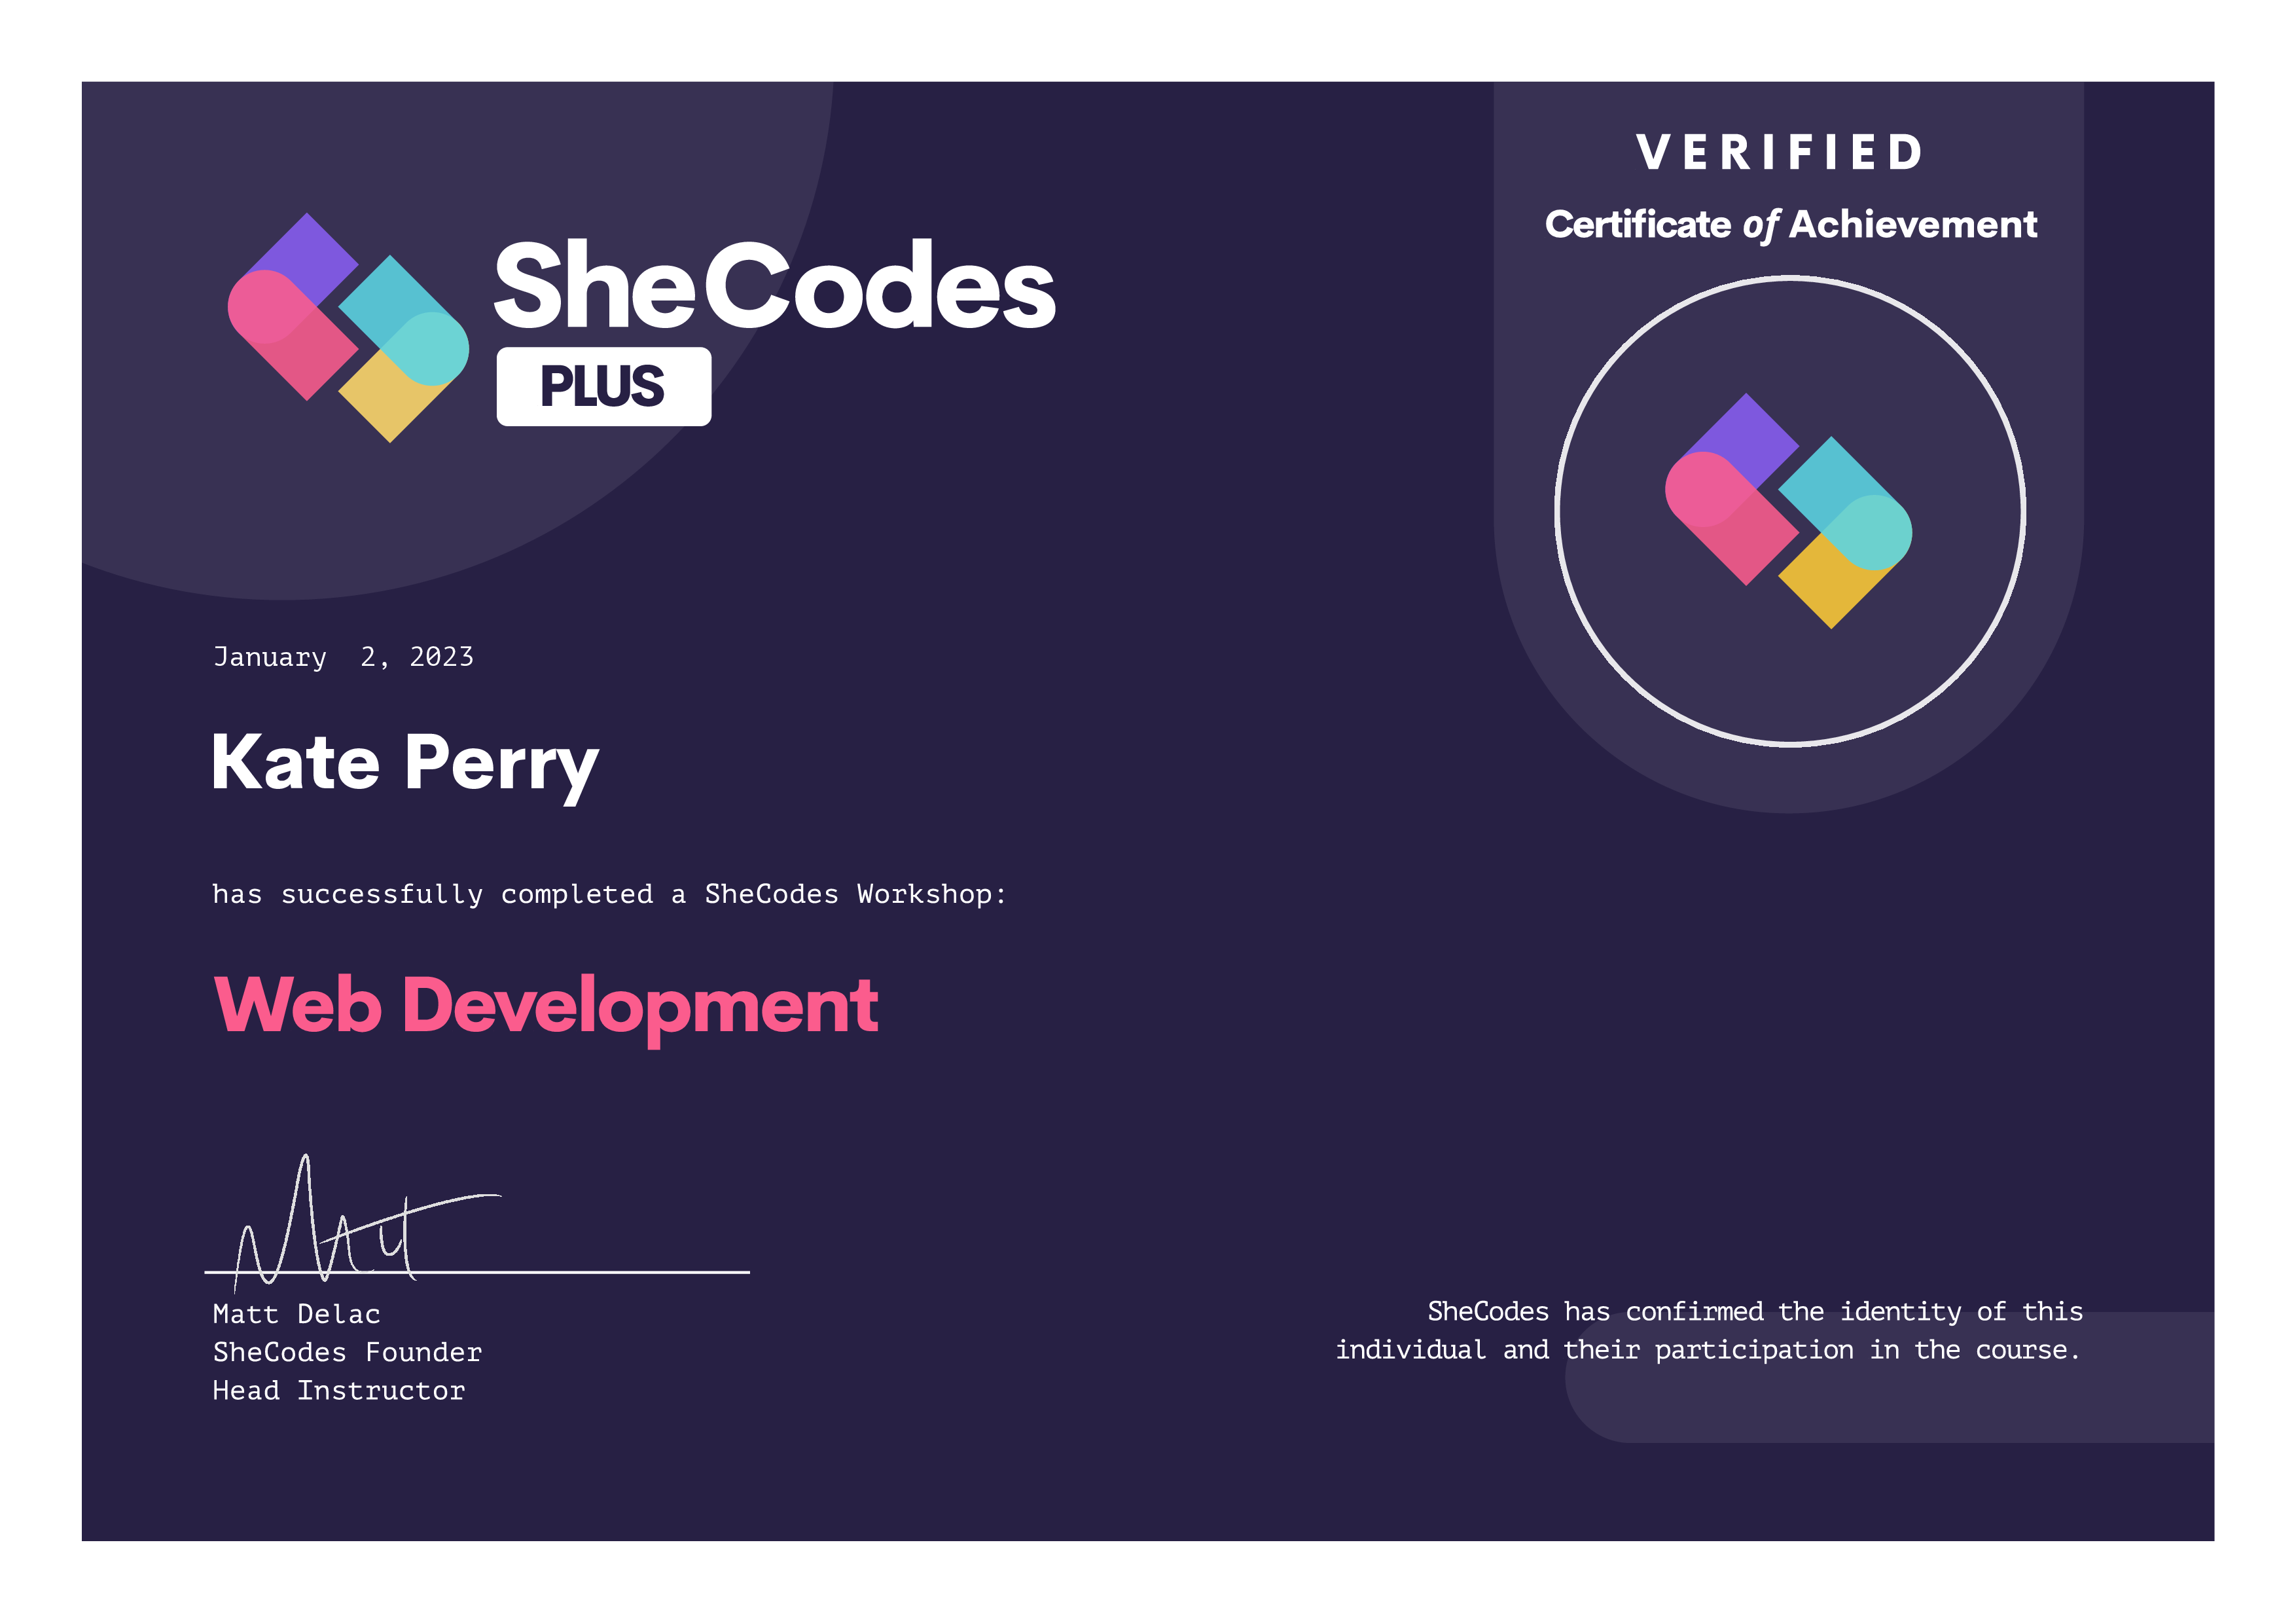 VERIFIED
Certificate of Achievement
SheCodes
PLUS
January  2, 2023
Kate Perry
has successfully completed a SheCodes Workshop:
Web Development
Matt
Matt Delac
SheCodes Founder
Head Instructor
SheCodes has confirmed the identity of this
individual and their participation in the course.